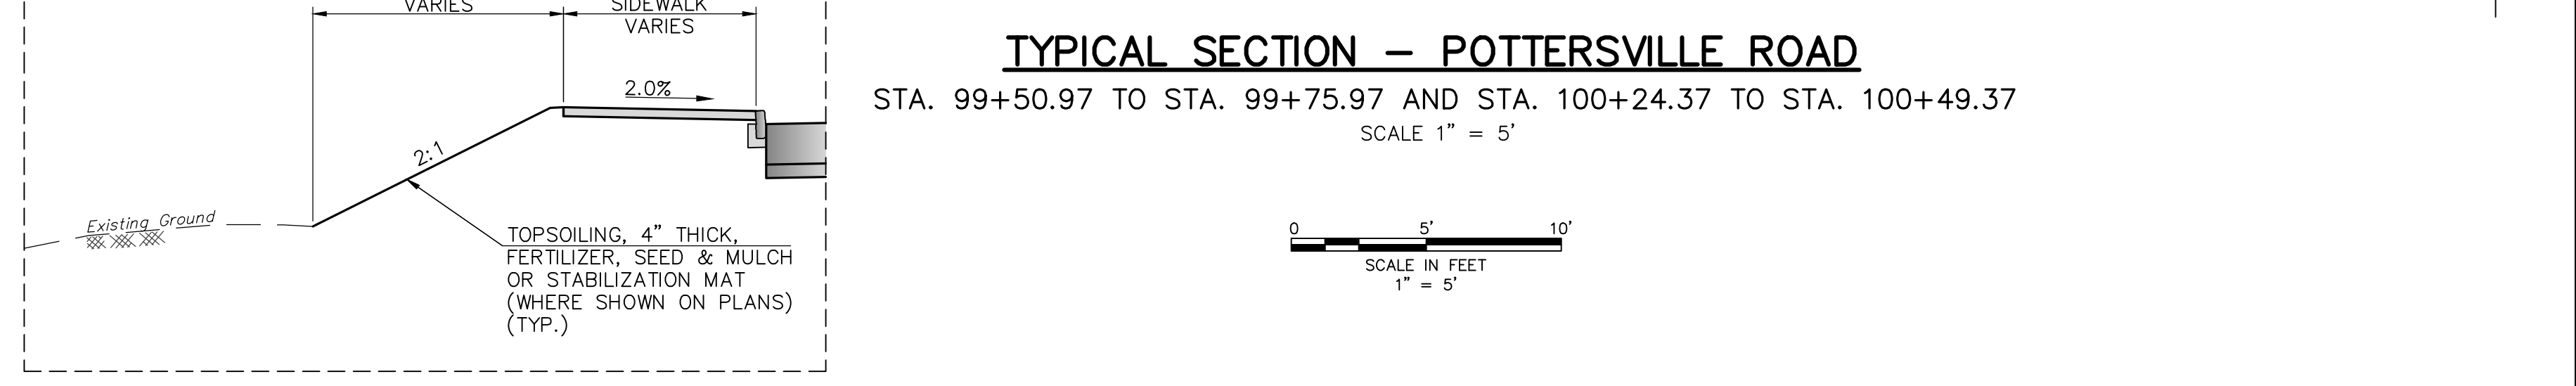 VARIES
SIDEWALK
VARIES
2.0%
2:1
Existing Ground
TOPSOILING, 4" THICK,
FERTILIZER, SEED & MULCH
OR STABILIZATION MAT
(WHERE SHOWN ON PLANS)
(TYP.)
TYPICAL SECTION - POTTERSVILLE ROAD
STA. 99+50.97 TO STA. 99+75.97 AND STA. 100+24.37 TO STA. 100+49.37
SCALE 1" = 5'
0 5' 10'
SCALE IN FEET
1" = 5'